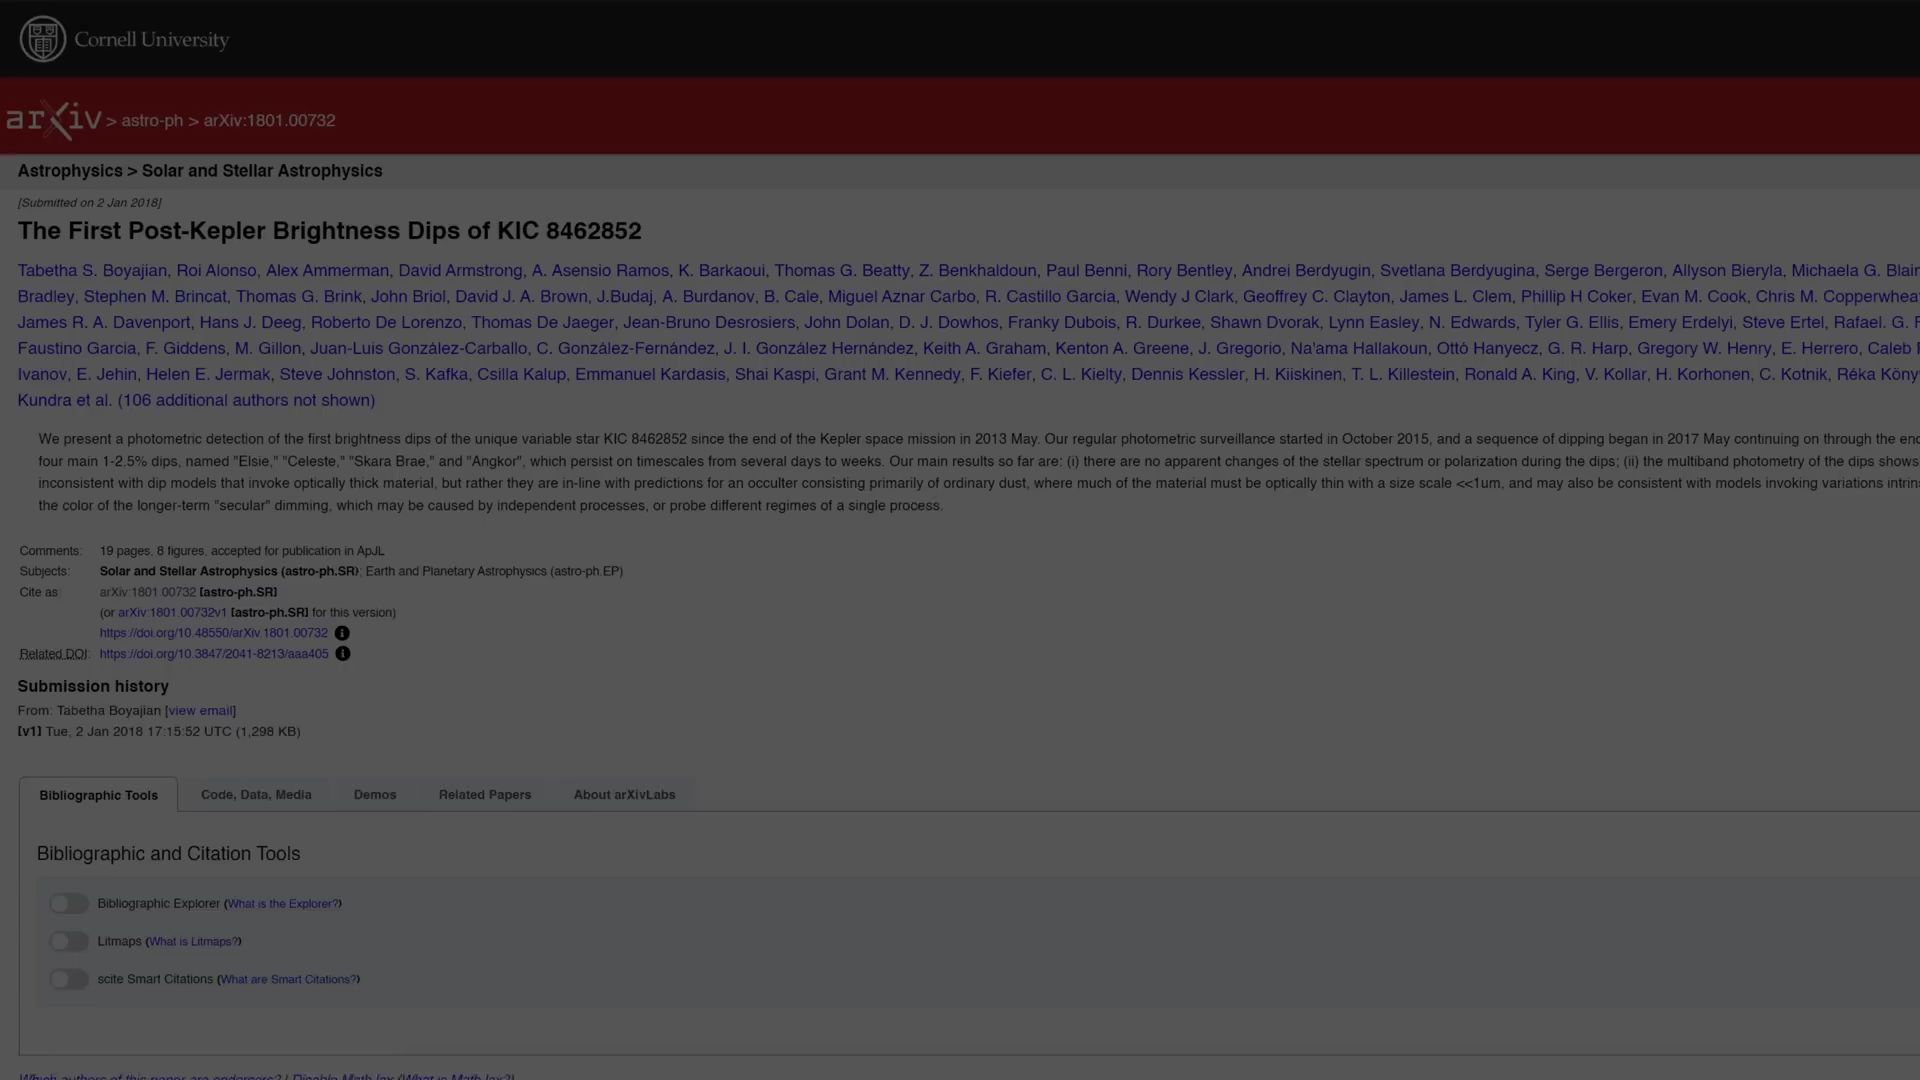 Cornell University
arXiv > astro-ph > arXiv:1801.00732
Astrophysics > Solar and Stellar Astrophysics
[Submitted on 2 Jan 2018]
The First Post-Kepler Brightness Dips of KIC 8462852
Tabetha S. Boyajian, Roi Alonso, Alex Ammerman, David Armstrong, A. Asensio Ramos, K. Barkaoui, Thomas G. Beatty, Z. Benkhaldoun, Paul Benni, Rory Bentley, Andrei Berdyugin, Svetlana Berdyugina, Serge Bergeron, Allyson Bieryla, Michaela G. Blain
Bradley, Stephen M. Brincat, Thomas G. Brink, John Briol, David J. A. Brown, J.Budaj, A. Burdanov, B. Cale, Miguel Aznar Carbo, R. Castillo Garcia, Wendy J Clark, Geoffrey C. Clayton, James L. Clem, Phillip H Coker, Evan M. Cook, Chris M. Copperwhea
James R. A. Davenport, Hans J. Deeg, Roberto De Lorenzo, Thomas De Jaeger, Jean-Bruno Desrosiers, John Dolan, D. J. Dowhos, Franky Dubois, R. Durkee, Shawn Dvorak, Lynn Easley, N. Edwards, Tyler G. Ellis, Emery Erdelyi, Steve Ertel, Rafael. G.
Faustino Garcia, F. Giddens, M. Gillon, Juan-Luis González-Carballo, C. González-Fernández, J. I. González Hernández, Keith A. Graham, Kenton A. Greene, J. Gregorio, Na'ama Hallakoun, Ottó Hanyecz, G. R. Harp, Gregory W. Henry, E. Herrero, Caleb
Ivanov, E. Jehin, Helen E. Jermak, Steve Johnston, S. Kafka, Csilla Kalup, Emmanuel Kardasis, Shai Kaspi, Grant M. Kennedy, F. Kiefer, C. L. Kielty, Dennis Kessler, H. Kiiskinen, T. L. Killestein, Ronald A. King, V. Kollar, H. Korhonen, C. Kotnik, Réka Köny
Kundra et al. (106 additional authors not shown)
We present a photometric detection of the first brightness dips of the unique variable star KIC 8462852 since the end of the Kepler space mission in 2013 May. Our regular photometric surveillance started in October 2015, and a sequence of dipping began in 2017 May continuing on through the end
four main 1-2.5% dips, named "Elsie," "Celeste," "Skara Brae," and "Angkor", which persist on timescales from several days to weeks. Our main results so far are: (i) there are no apparent changes of the stellar spectrum or polarization during the dips; (ii) the multiband photometry of the dips shows
inconsistent with dip models that invoke optically thick material, but rather they are in-line with predictions for an occulter consisting primarily of ordinary dust, where much of the material must be optically thin with a size scale <<1um, and may also be consistent with models invoking variations intrins
the color of the longer-term "secular" dimming, which may be caused by independent processes, or probe different regimes of a single process.
Comments: 19 pages, 8 figures, accepted for publication in ApJL
Subjects: Solar and Stellar Astrophysics (astro-ph.SR); Earth and Planetary Astrophysics (astro-ph.EP)
Cite as: arXiv:1801.00732 [astro-ph.SR]
(or arXiv:1801.00732v1 [astro-ph.SR] for this version)
https://doi.org/10.48550/arXiv.1801.00732
Related DOI: https://doi.org/10.3847/2041-8213/aaa405
Submission history
From: Tabetha Boyajian [view email]
[v1] Tue, 2 Jan 2018 17:15:52 UTC (1,298 KB)
Bibliographic Tools Code, Data, Media Demos Related Papers About arXivLabs
Bibliographic and Citation Tools
Bibliographic Explorer (What is the Explorer?)
Litmaps (What is Litmaps?)
scite Smart Citations (What are Smart Citations?)
Which authors of this paper are endorsers? | Disable MathJax (What is MathJax?)